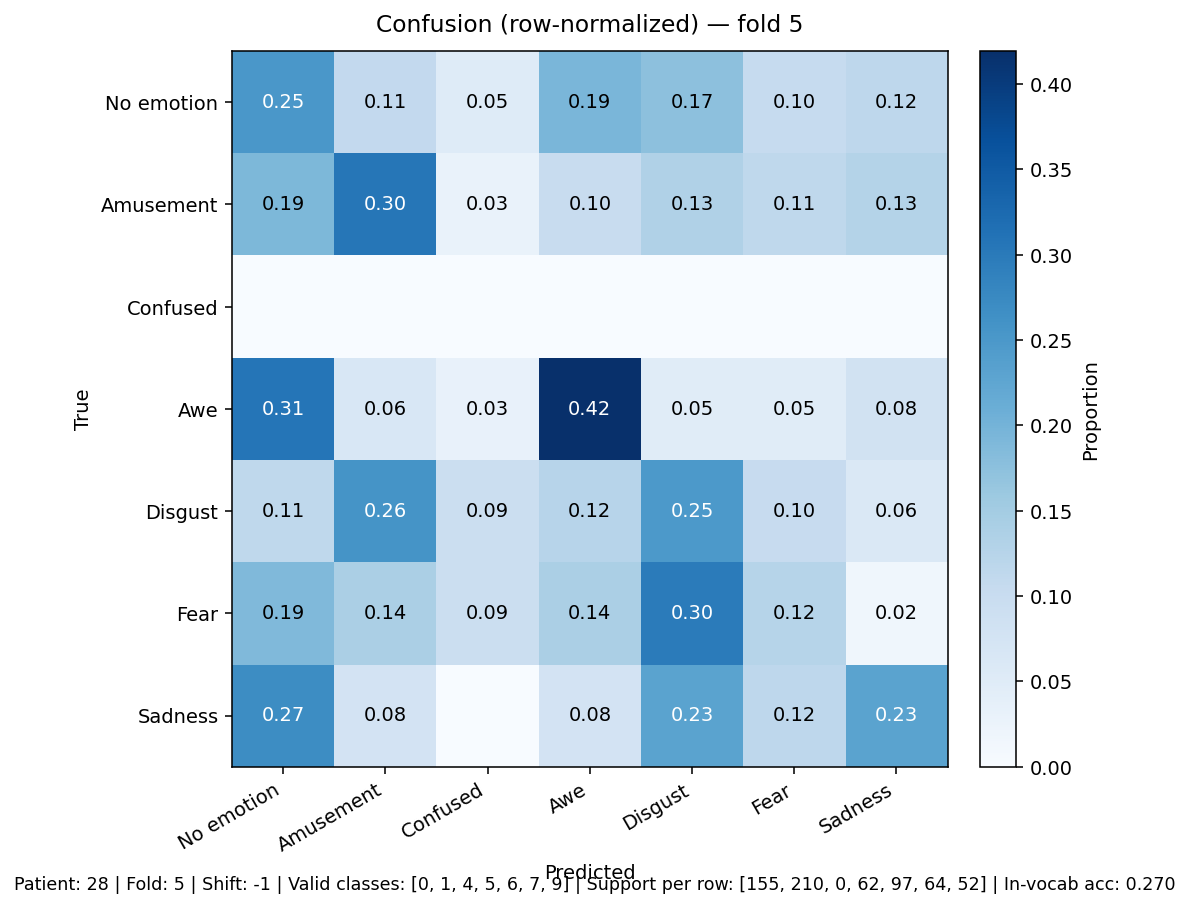 Confusion (row-normalized) — fold 5
No emotion 0.25 0.11 0.05 0.19 0.17 0.10 0.12
Amusement 0.19 0.30 0.03 0.10 0.13 0.11 0.13
Confused
Awe 0.31 0.06 0.03 0.42 0.05 0.05 0.08
Disgust 0.11 0.26 0.09 0.12 0.25 0.10 0.06
Fear 0.19 0.14 0.09 0.14 0.30 0.12 0.02
Sadness 0.27 0.08 0.08 0.23 0.12 0.23
True
No emotion Amusement Confused Awe Disgust Fear Sadness
Predicted
0.40
0.35
0.30
0.25
0.20
0.15
0.10
0.05
0.00
Proportion
Patient: 28 | Fold: 5 | Shift: -1 | Valid classes: [0, 1, 4, 5, 6, 7, 9] | Support per row: [155, 210, 0, 62, 97, 64, 52] | In-vocab acc: 0.270